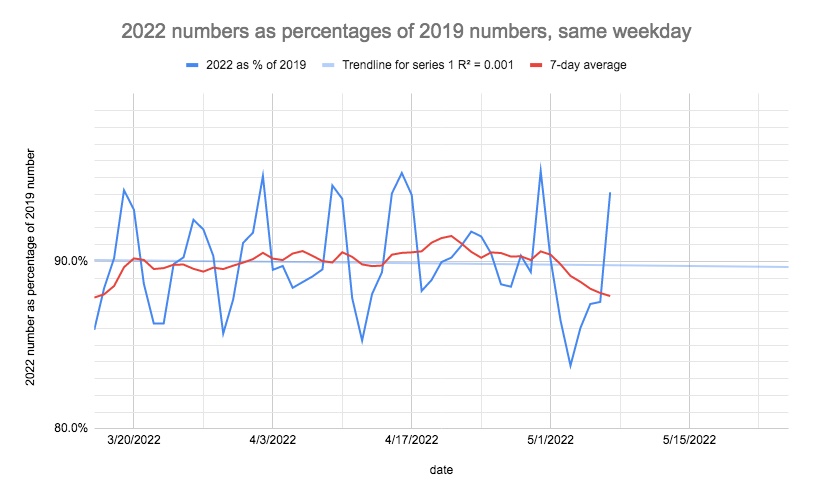 2022 numbers as percentages of 2019 numbers, same weekday
2022 as % of 2019
Trendline for series 1 R² = 0.001
7-day average
2022 number as percentage of 2019 number
90.0%
80.0%
3/20/2022
4/3/2022
4/17/2022
5/1/2022
5/15/2022
date